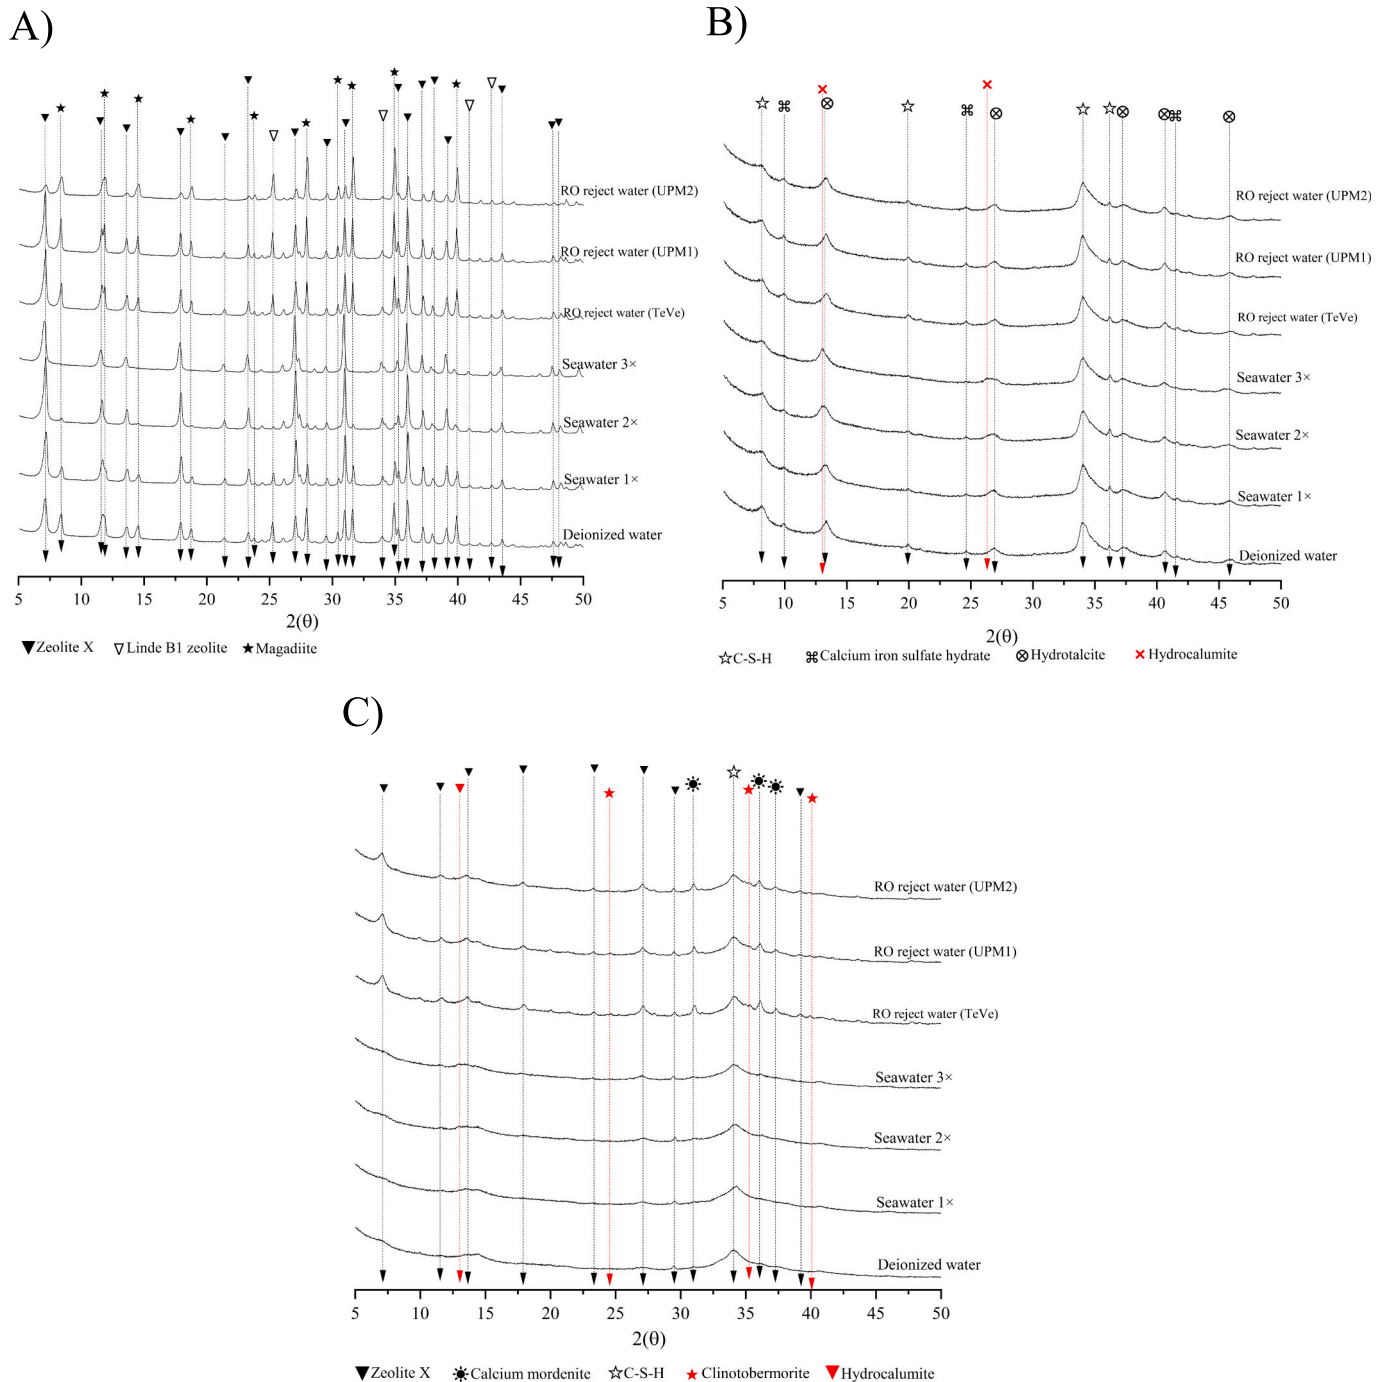 A)
RO reject water (UPM2)
RO reject water (UPM1)
RO reject water (TeVe)
Seawater 3×
Seawater 2×
Seawater 1×
Deionized water
5 10 15 20 25 30 35 40 45 50
2(θ)
Zeolite X Linde B1 zeolite Magadiite
B)
RO reject water (UPM2)
RO reject water (UPM1)
RO reject water (TeVe)
Seawater 3×
Seawater 2×
Seawater 1×
Deionized water
5 10 15 20 25 30 35 40 45 50
2(θ)
C-S-H Calcium iron sulfate hydrate Hydrotalcite Hydrocalumite
C)
RO reject water (UPM2)
RO reject water (UPM1)
RO reject water (TeVe)
Seawater 3×
Seawater 2×
Seawater 1×
Deionized water
5 10 15 20 25 30 35 40 45 50
2(θ)
Zeolite X Calcium mordenite C-S-H Clinotobermorite Hydrocalumite